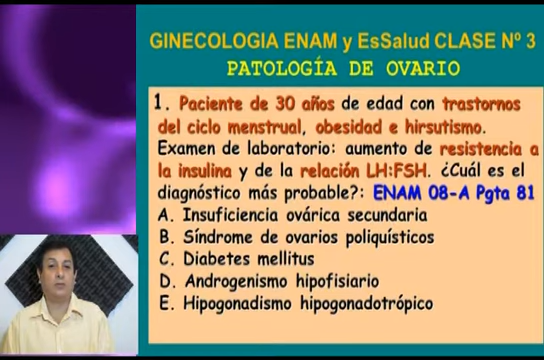 GINECOLOGIA ENAM y EsSalud CLASE Nº 3
PATOLOGÍA DE OVARIO
1. Paciente de 30 años de edad con trastornos
del ciclo menstrual, obesidad e hirsutismo.
Examen de laboratorio: aumento de resistencia a
la insulina y de la relación LH:FSH. ¿Cuál es el
diagnóstico más probable?: ENAM 08-A Pgta 81
A. Insuficiencia ovárica secundaria
B. Síndrome de ovarios poliquísticos
C. Diabetes mellitus
D. Androgenismo hipofisiario
E. Hipogonadismo hipogonadotrópico